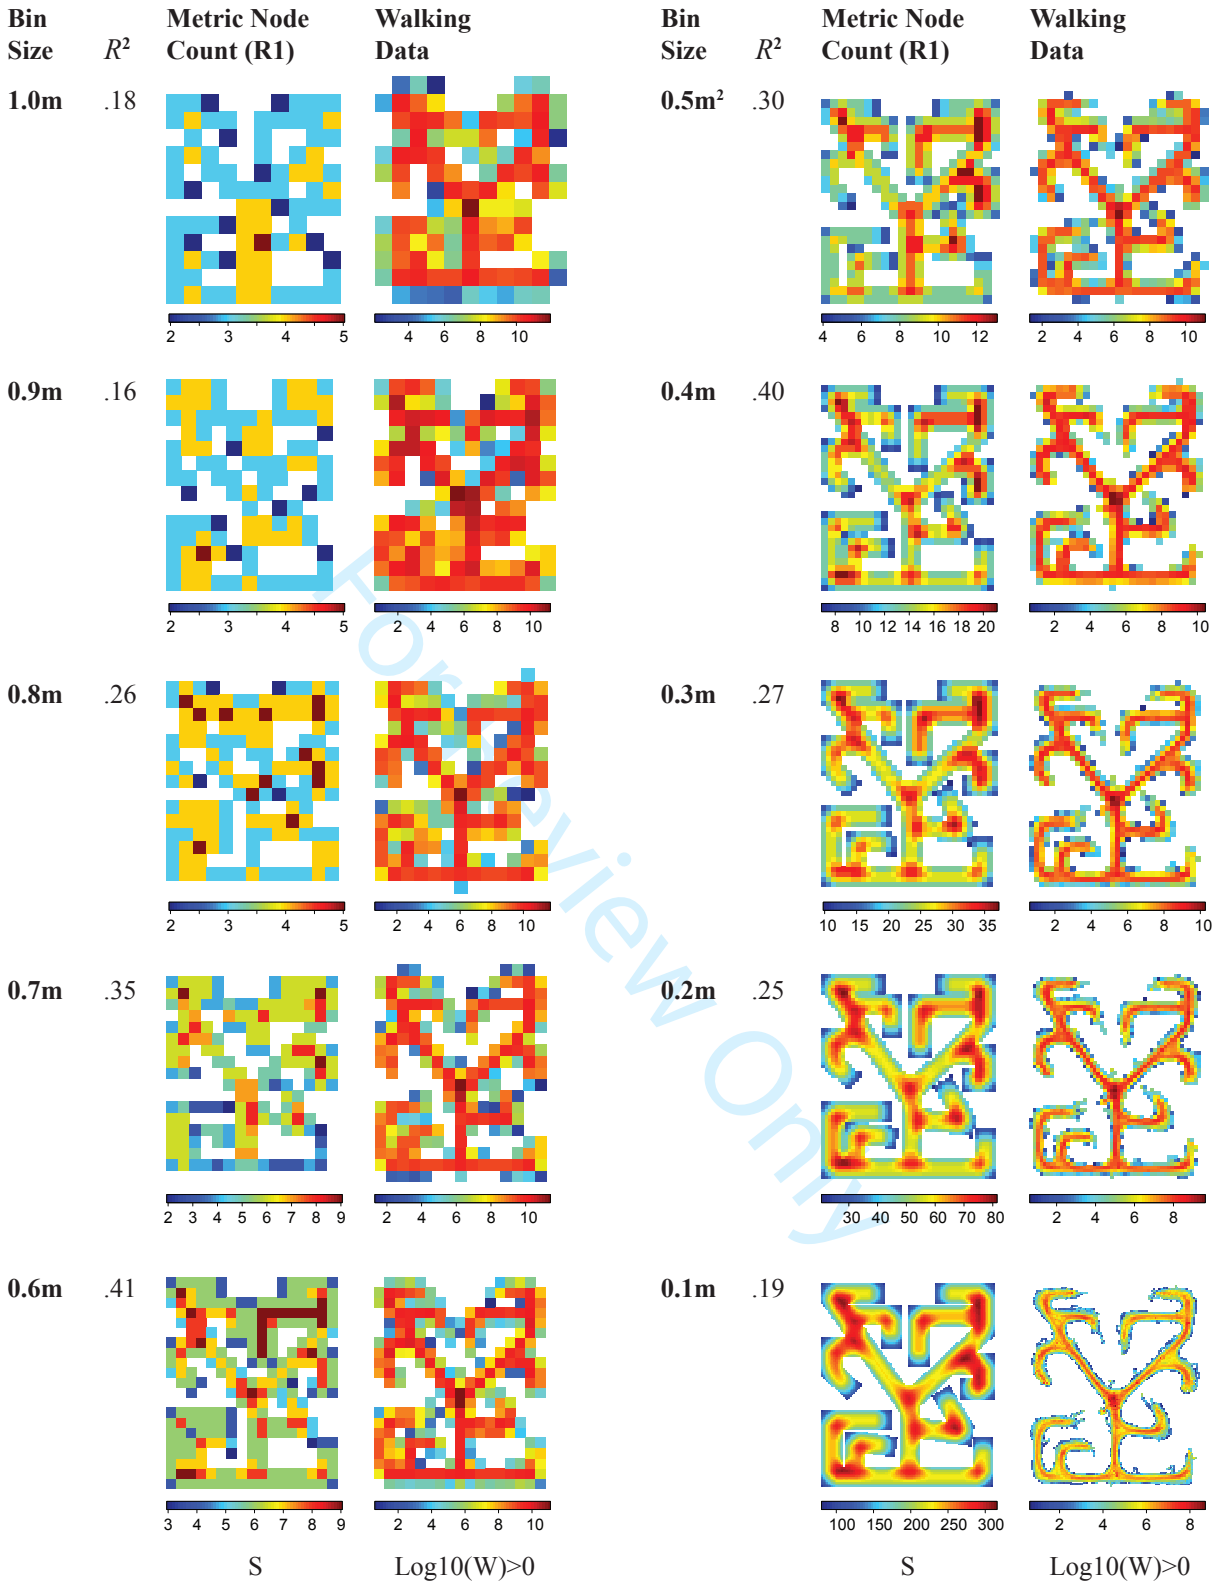 Bin Size R² Metric Node Count (R1) Walking Data
1.0m .18
2 3 4 5
4 6 8 10
0.9m .16
2 3 4 5
2 4 6 8 10
0.8m .26
2 3 4 5
2 4 6 8 10
0.7m .35
2 3 4 5 6 7 8 9
2 4 6 8 10
0.6m .41
3 4 5 6 7 8 9
2 4 6 8 10
S Log10(W)>0
Bin Size R² Metric Node Count (R1) Walking Data
0.5m² .30
4 6 8 10 12
2 4 6 8 10
0.4m .40
8 10 12 14 16 18 20
2 4 6 8 10
0.3m .27
10 15 20 25 30 35
2 4 6 8 10
0.2m .25
30 40 50 60 70 80
2 4 6 8
0.1m .19
100 150 200 250 300
2 4 6 8
S Log10(W)>0
For Review Only